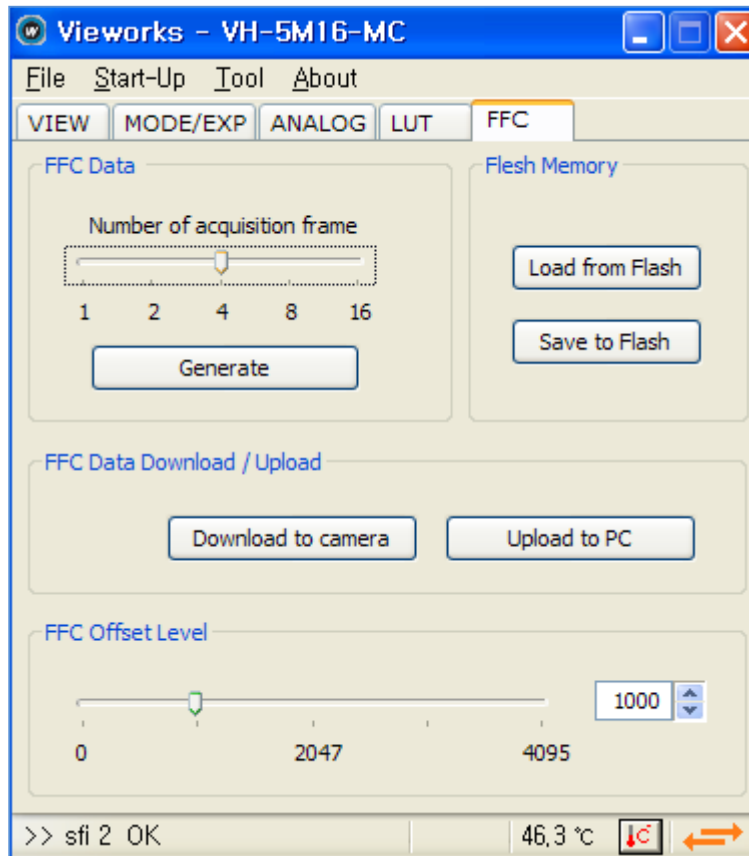 Vieworks - VH-5M16-MC
File Start-Up Tool About
VIEW MODE/EXP ANALOG LUT FFC
FFC Data
Number of acquisition frame
1 2 4 8 16
Generate
Flesh Memory
Load from Flash
Save to Flash
FFC Data Download / Upload
Download to camera Upload to PC
FFC Offset Level
1000
0 2047 4095
>> sfi 2 OK 46,3 ℃